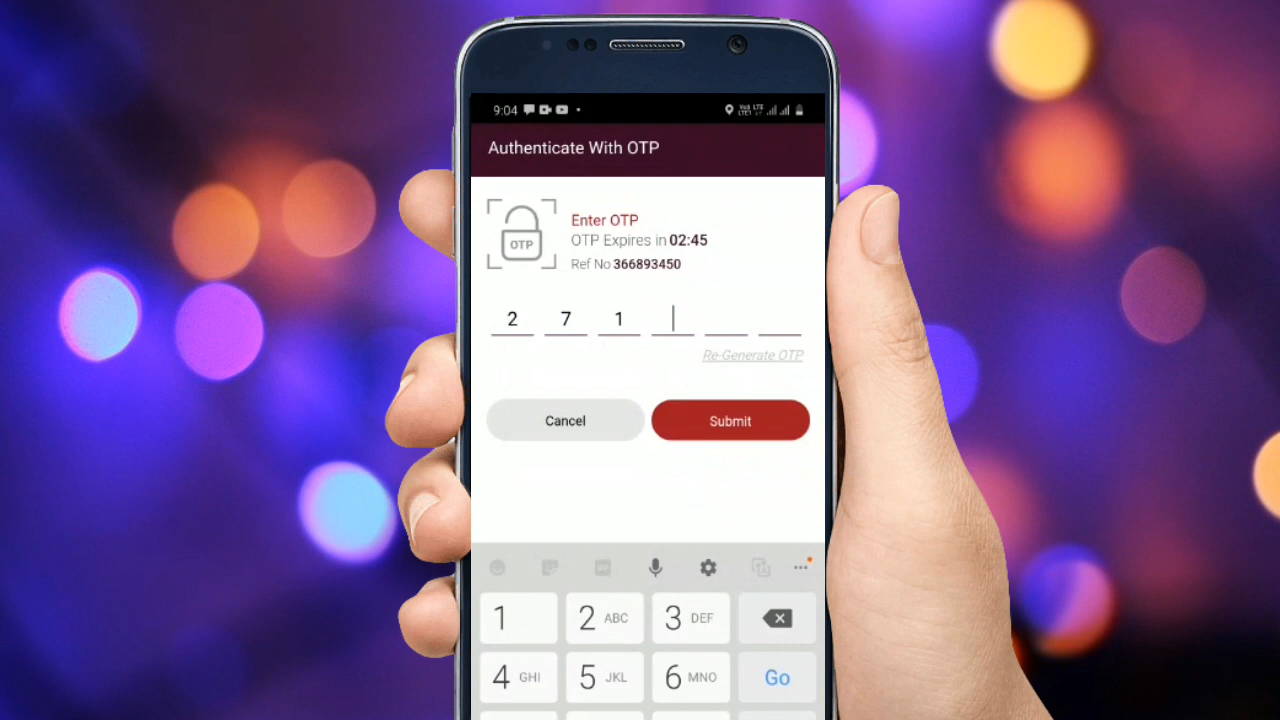 9:04
Authenticate With OTP
Enter OTP
OTP Expires in 02:45
OTP
Ref No 366893450
2 7 1
Re-Generate OTP
Cancel Submit
1 2 ABC 3 DEF
4 GHI 5 JKL 6 MNO Go